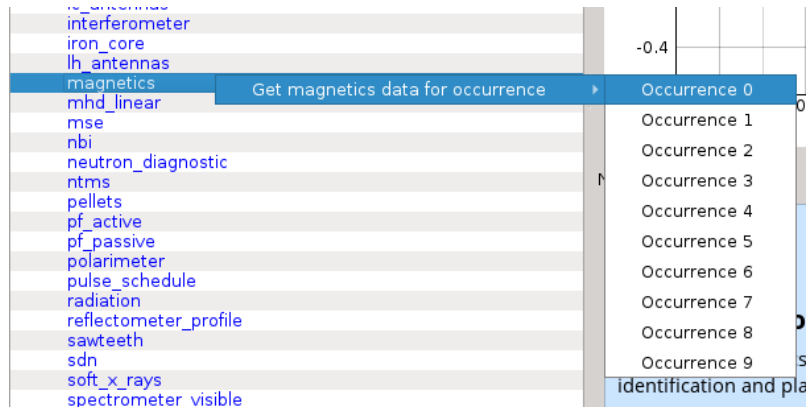 interferometer
iron_core
lh_antennas
magnetics
mhd_linear
mse
nbi
neutron_diagnostic
ntms
pellets
pf_active
pf_passive
polarimeter
pulse_schedule
radiation
reflectometer_profile
sawteeth
sdn
soft_x_rays
spectrometer_visible
Get magnetics data for occurrence
Occurrence 0
Occurrence 1
Occurrence 2
Occurrence 3
Occurrence 4
Occurrence 5
Occurrence 6
Occurrence 7
Occurrence 8
Occurrence 9
-0.4
identification and pla